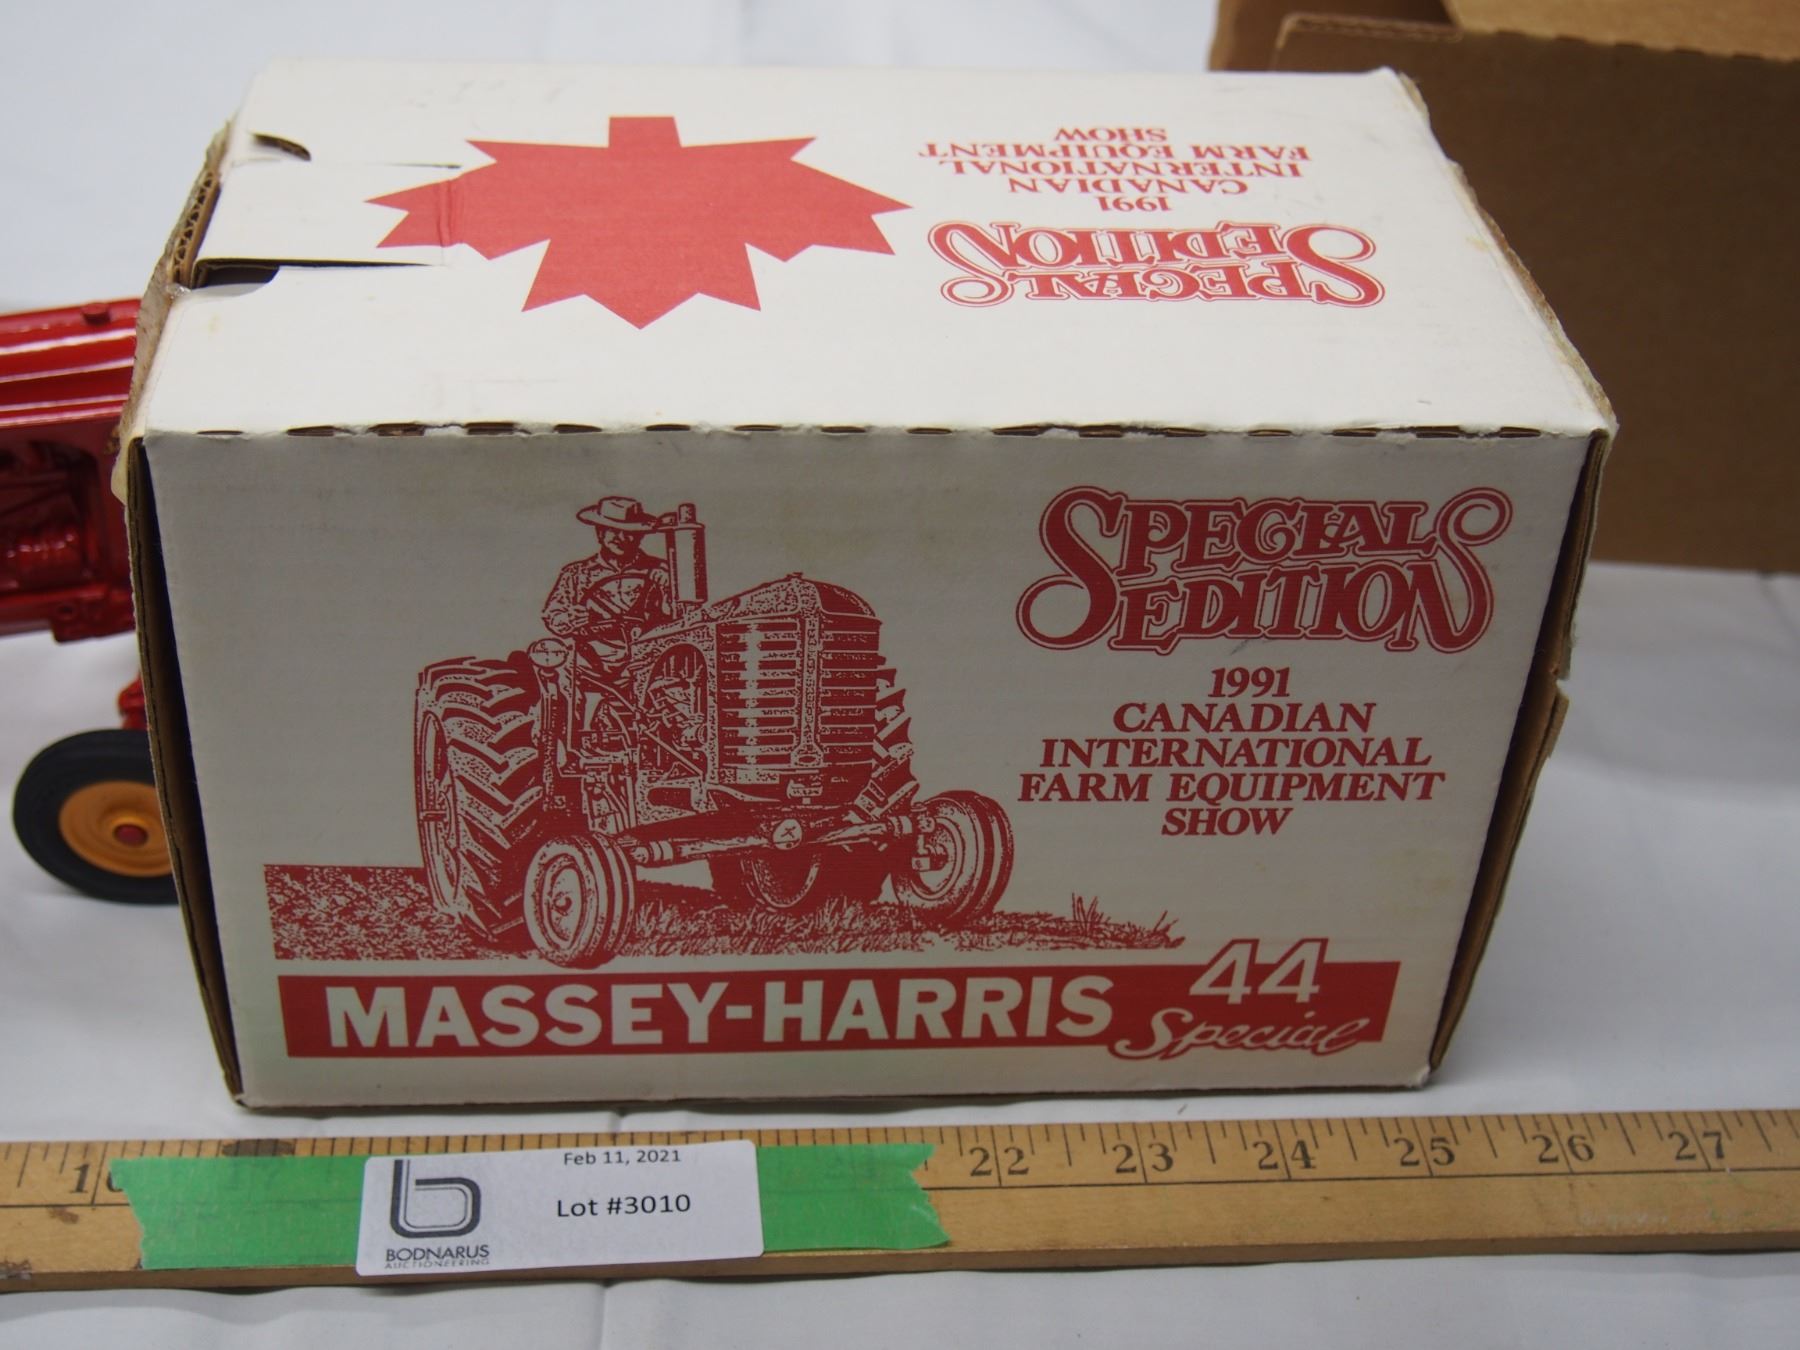 SPECIAL
EDITION
1991
CANADIAN
INTERNATIONAL
FARM EQUIPMENT
SHOW
SPECIAL
EDITION
1991
CANADIAN
INTERNATIONAL
FARM EQUIPMENT
SHOW
MASSEY-HARRIS 44
Special
22 23 24 25 26 27
Feb 11, 2021
Lot #3010
BODNARUS
AUCTIONEERING